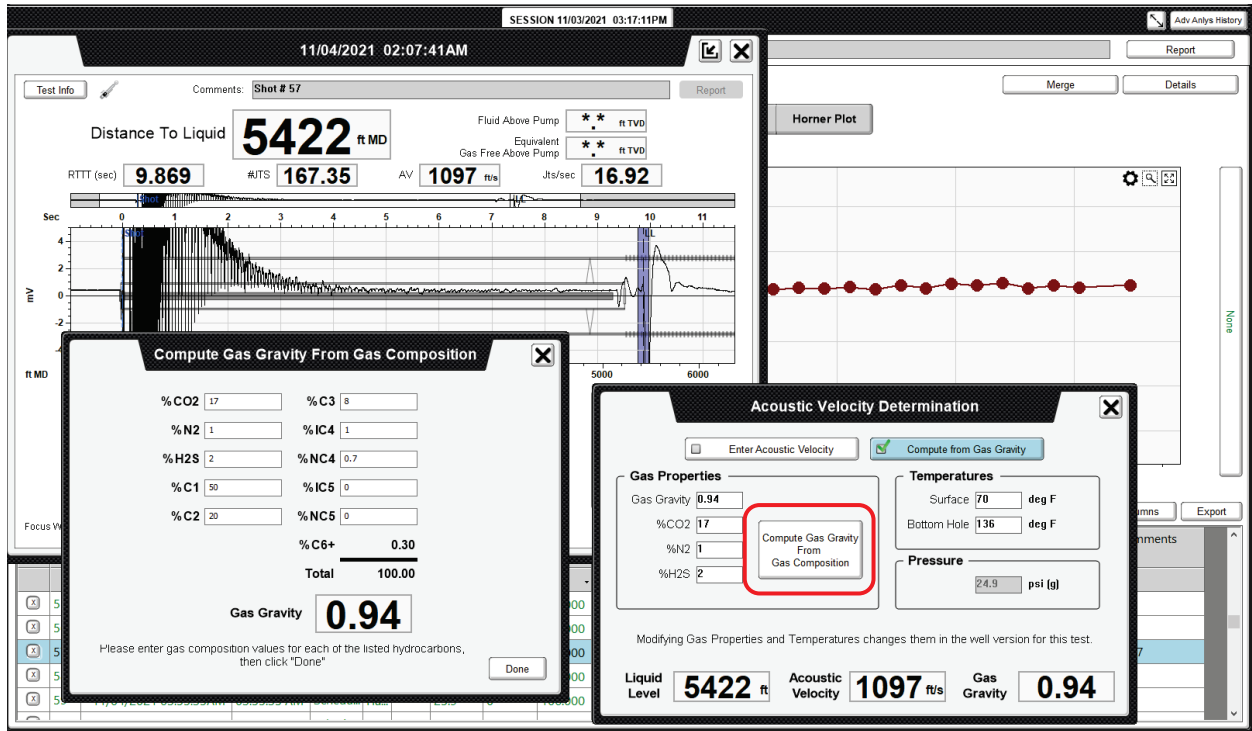 SESSION 11/03/2021 03:17:11PM
Adv Anlys History
11/04/2021 02:07:41AM
Report
Test Info
Comments: Shot # 57
Report
Merge
Details
Distance To Liquid 5422 ft MD
Fluid Above Pump *.* ft TVD
Equivalent
Gas Free Above Pump *.* ft TVD
Horner Plot
RTTT (sec) 9.869
#JTS 167.35
AV 1097 ft/s
Jts/sec 16.92
Shot
LL
Sec 0 1 2 3 4 5 6 7 8 9 10 11
Shot
LL
4
2
mV
0
-2
ft MD
5000 6000
None
Compute Gas Gravity From Gas Composition
%CO2 17 %C3 8
%N2 1 %IC4 1
%H2S 2 %NC4 0.7
%C1 50 %IC5 0
%C2 20 %NC5 0
%C6+ 0.30
Total 100.00
Gas Gravity 0.94
Please enter gas composition values for each of the listed hydrocarbons,
then click "Done"
Done
Acoustic Velocity Determination
Enter Acoustic Velocity
Compute from Gas Gravity
Gas Properties
Gas Gravity 0.94
%CO2 17
%N2 1
%H2S 2
Compute Gas Gravity
From
Gas Composition
Temperatures
Surface 70 deg F
Bottom Hole 136 deg F
Pressure
24.9 psi (g)
Modifying Gas Properties and Temperatures changes them in the well version for this test.
Liquid
Level 5422 ft
Acoustic
Velocity 1097 ft/s
Gas
Gravity 0.94
Export